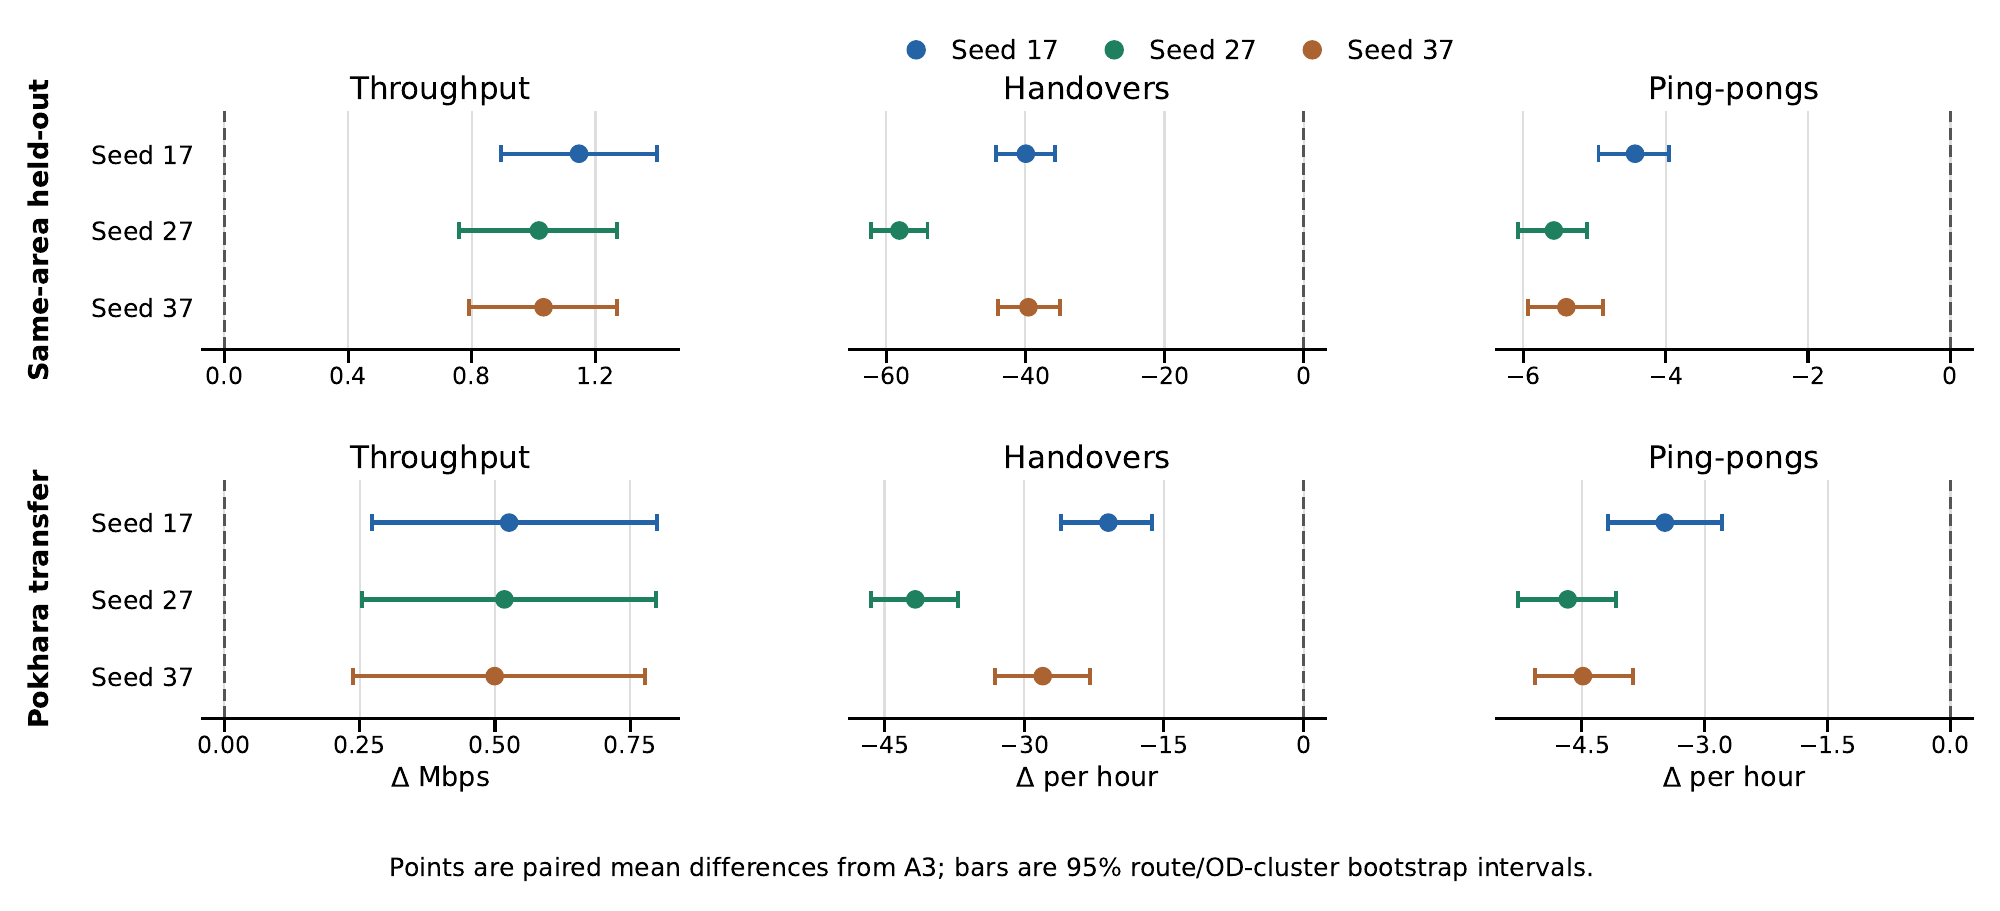 Seed 17 Seed 27 Seed 37
Same-area held-out
Throughput
Handovers
Ping-pongs
Seed 17
Seed 27
Seed 37
0.0 0.4 0.8 1.2
−60 −40 −20 0
−6 −4 −2 0
Pokhara transfer
Throughput
Handovers
Ping-pongs
Seed 17
Seed 27
Seed 37
0.00 0.25 0.50 0.75
−45 −30 −15 0
−4.5 −3.0 −1.5 0.0
Δ Mbps
Δ per hour
Δ per hour
Points are paired mean differences from A3; bars are 95% route/OD-cluster bootstrap intervals.